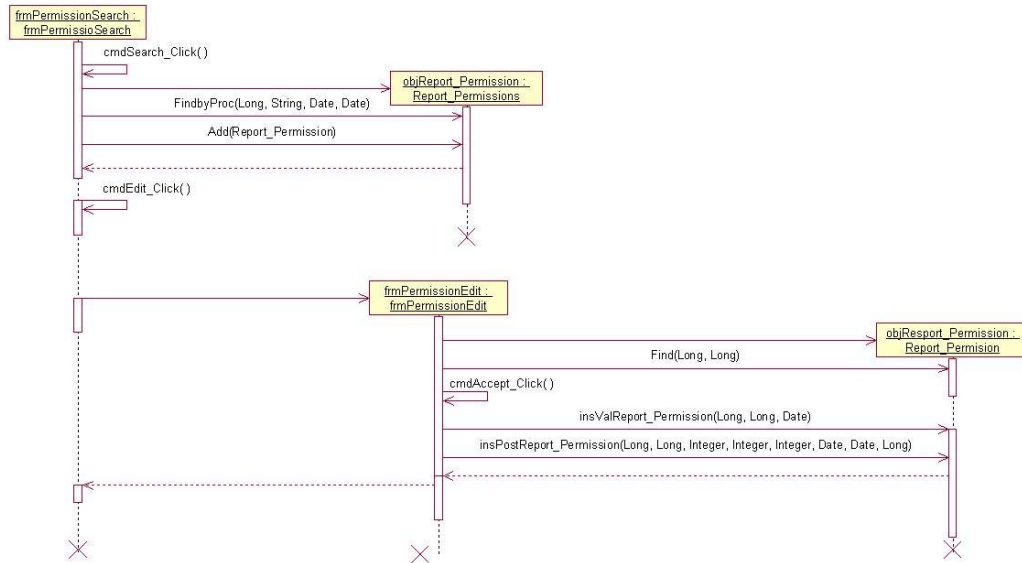 frmPermissionSearch :
frmPermissioSearch
cmdSearch_Click( )
objReport_Permission :
Report_Permissions
FindbyProc(Long, String, Date, Date)
Add(Report_Permission)
cmdEdit_Click( )
frmPermissionEdit :
frmPermissionEdit
objResport_Permission :
Report_Permision
Find(Long, Long)
cmdAccept_Click( )
insValReport_Permission(Long, Long, Date)
insPostReport_Permission(Long, Long, Integer, Integer, Integer, Date, Date, Long)